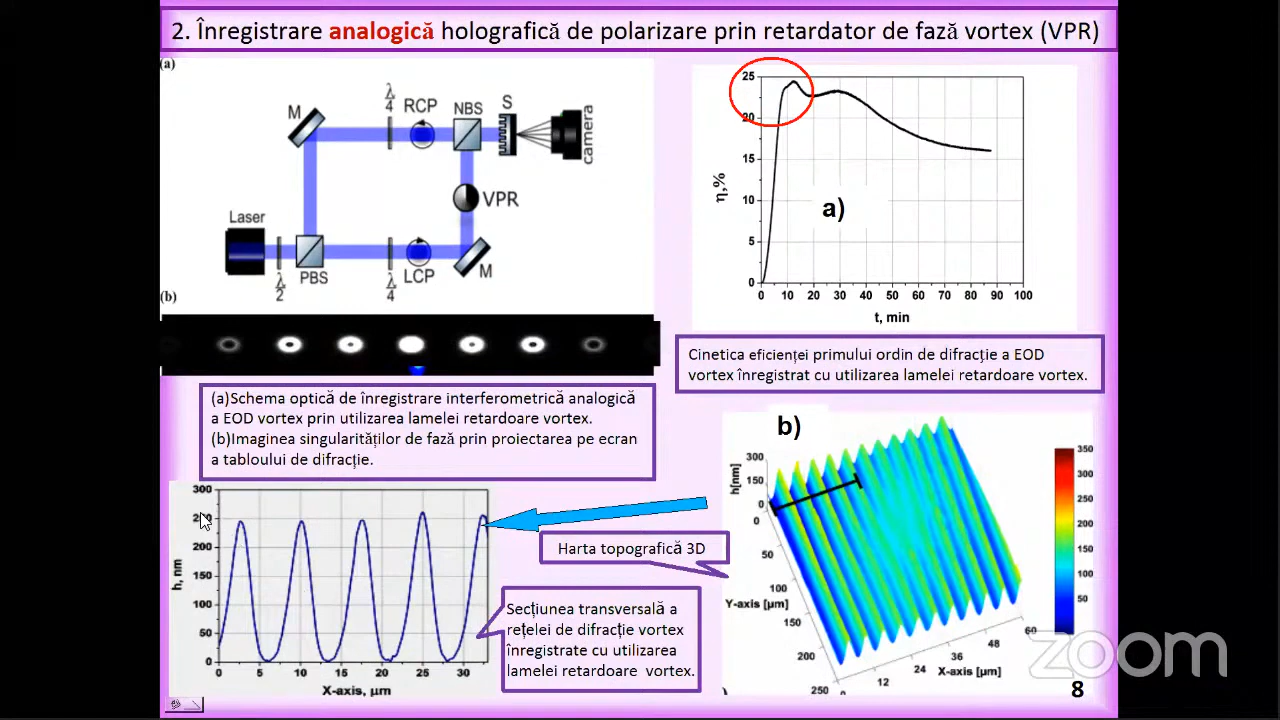 2. Înregistrare analogică holografică de polarizare prin retardator de fază vortex (VPR)
(a)
M
λ
4
RCP
NBS
S
camera
VPR
Laser
λ
2
PBS
λ
4
LCP
M
(b)
25
20
15
10
5
0
η,%
a)
0 10 20 30 40 50 60 70 80 90 100
t, min
Cinetica eficienței primului ordin de difracție a EOD
vortex înregistrat cu utilizarea lamelei retardoare vortex.
(a)Schema optică de înregistrare interferometrică analogică
a EOD vortex prin utilizarea lamelei retardoare vortex.
(b)Imaginea singularităților de fază prin proiectarea pe ecran
a tabloului de difracție.
300
200
150
100
50
0
h, nm
0 5 10 15 20 25 30
X-axis, µm
Harta topografică 3D
Secțiunea transversală a
rețelei de difracție vortex
înregistrate cu utilizarea
lamelei retardoare vortex.
b)
h[nm]
300
150
0
0
50
100
150
200
250
Y-axis [µm]
0 12 24 36 48 60
X-axis [µm]
350
300
250
200
150
100
50
zoom
8